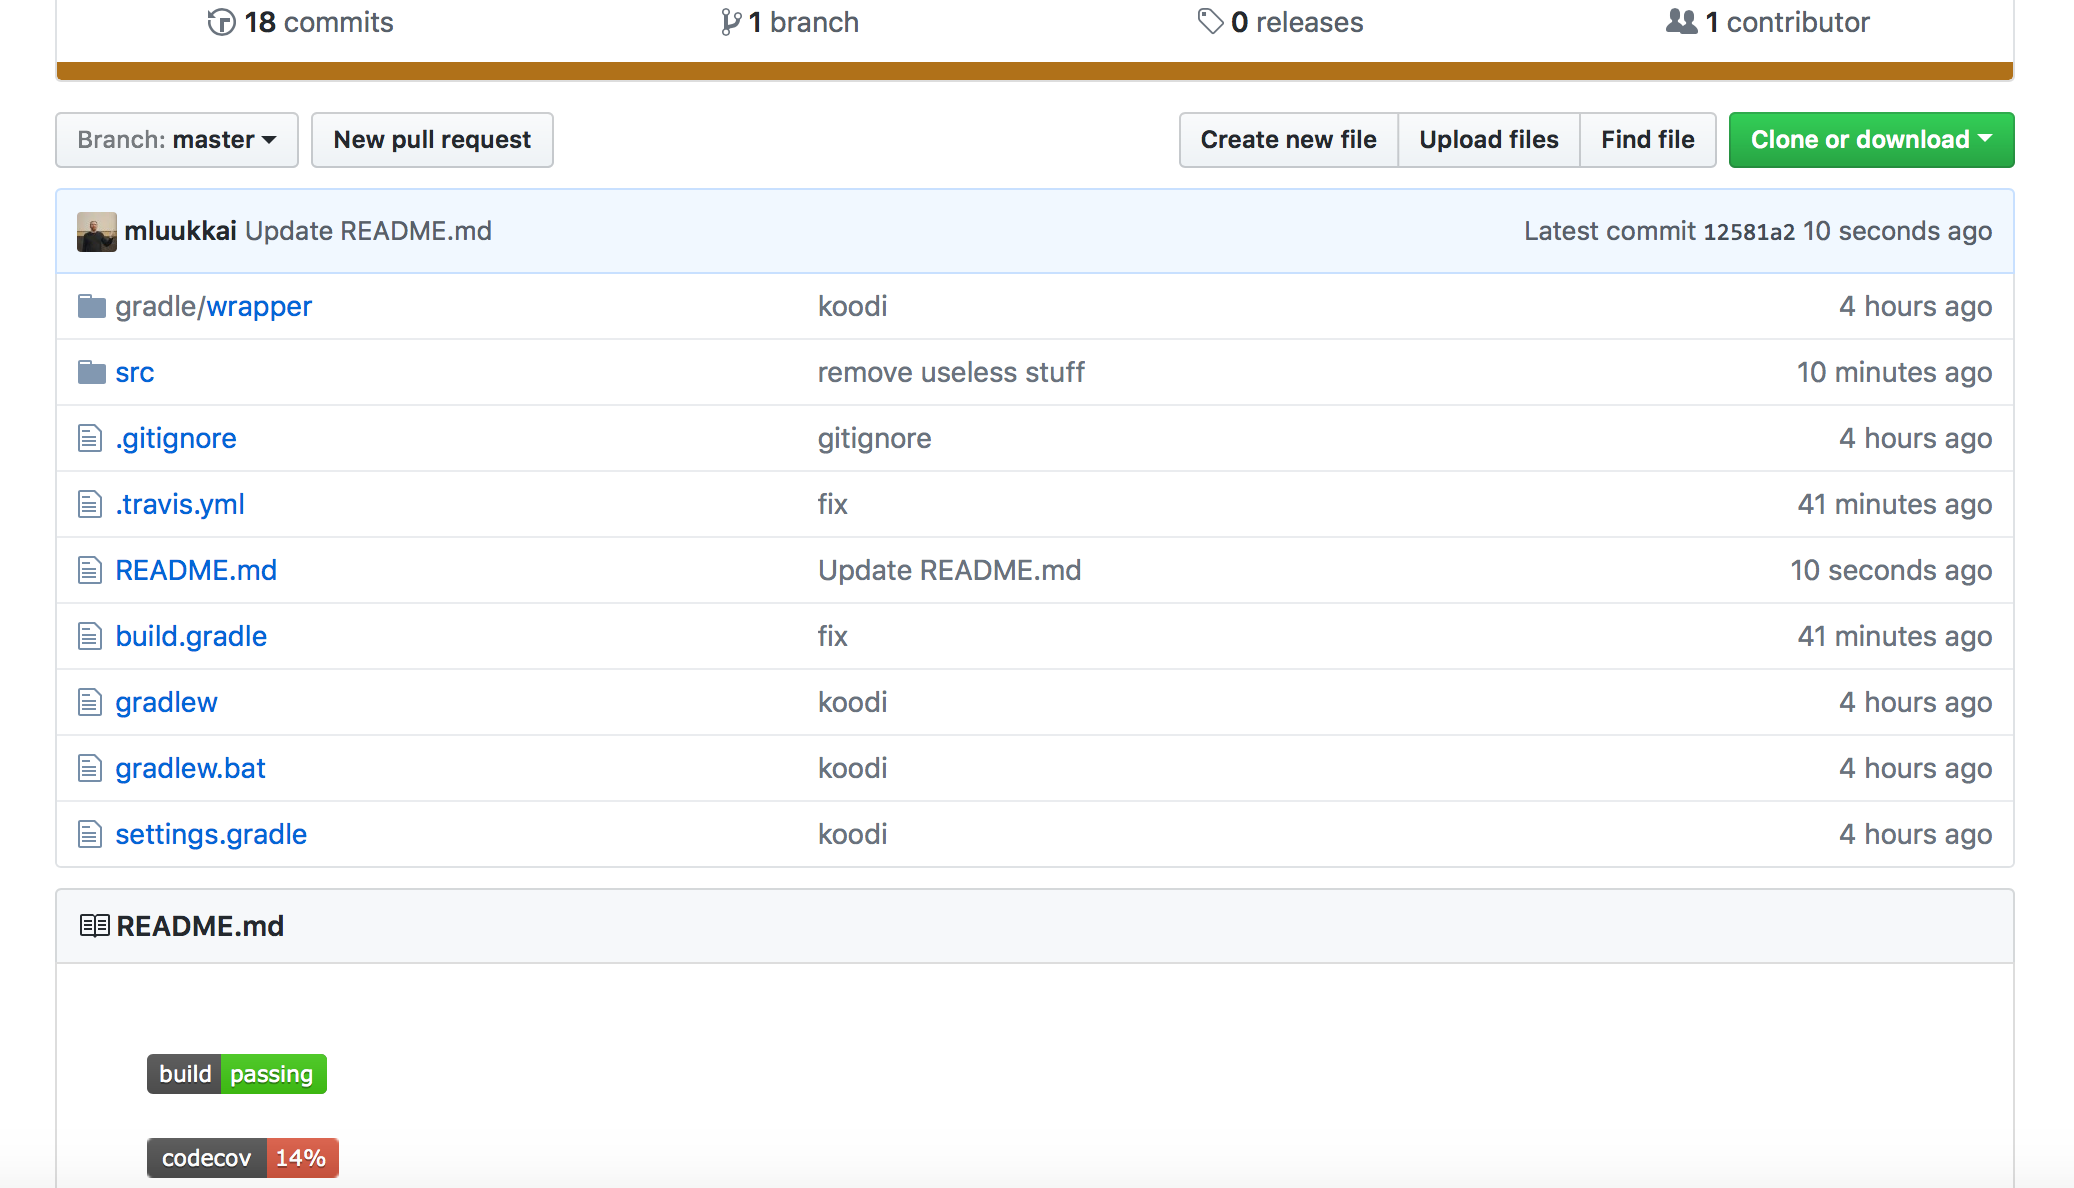 18 commits 1 branch 0 releases 1 contributor
Branch: master New pull request Create new file Upload files Find file Clone or download
mluukkai Update README.md Latest commit 12581a2 10 seconds ago
gradle/wrapper koodi 4 hours ago
src remove useless stuff 10 minutes ago
.gitignore gitignore 4 hours ago
.travis.yml fix 41 minutes ago
README.md Update README.md 10 seconds ago
build.gradle fix 41 minutes ago
gradlew koodi 4 hours ago
gradlew.bat koodi 4 hours ago
settings.gradle koodi 4 hours ago
README.md
build passing
codecov 14%